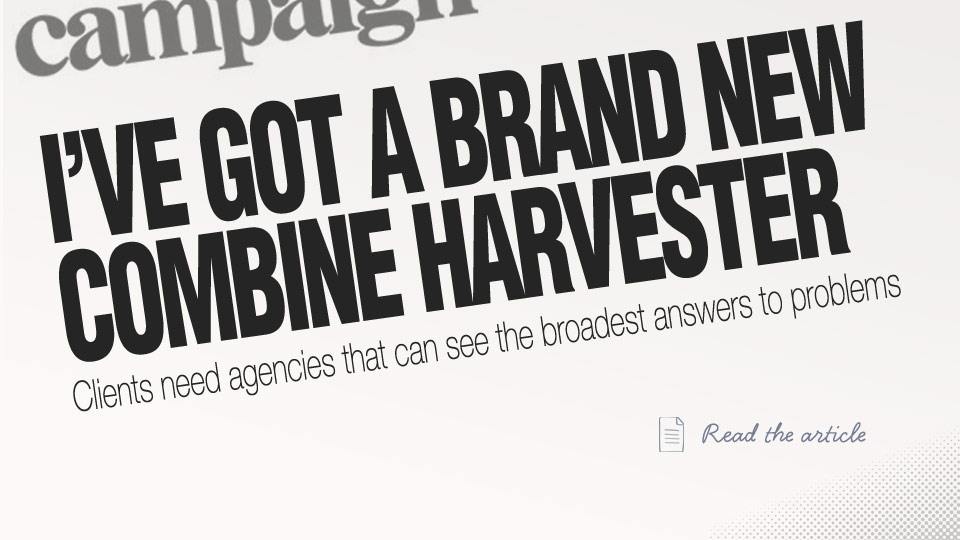 campaign
I’VE GOT A BRAND NEW
COMBINE HARVESTER
Clients need agencies that can see the broadest answers to problems
Read the article